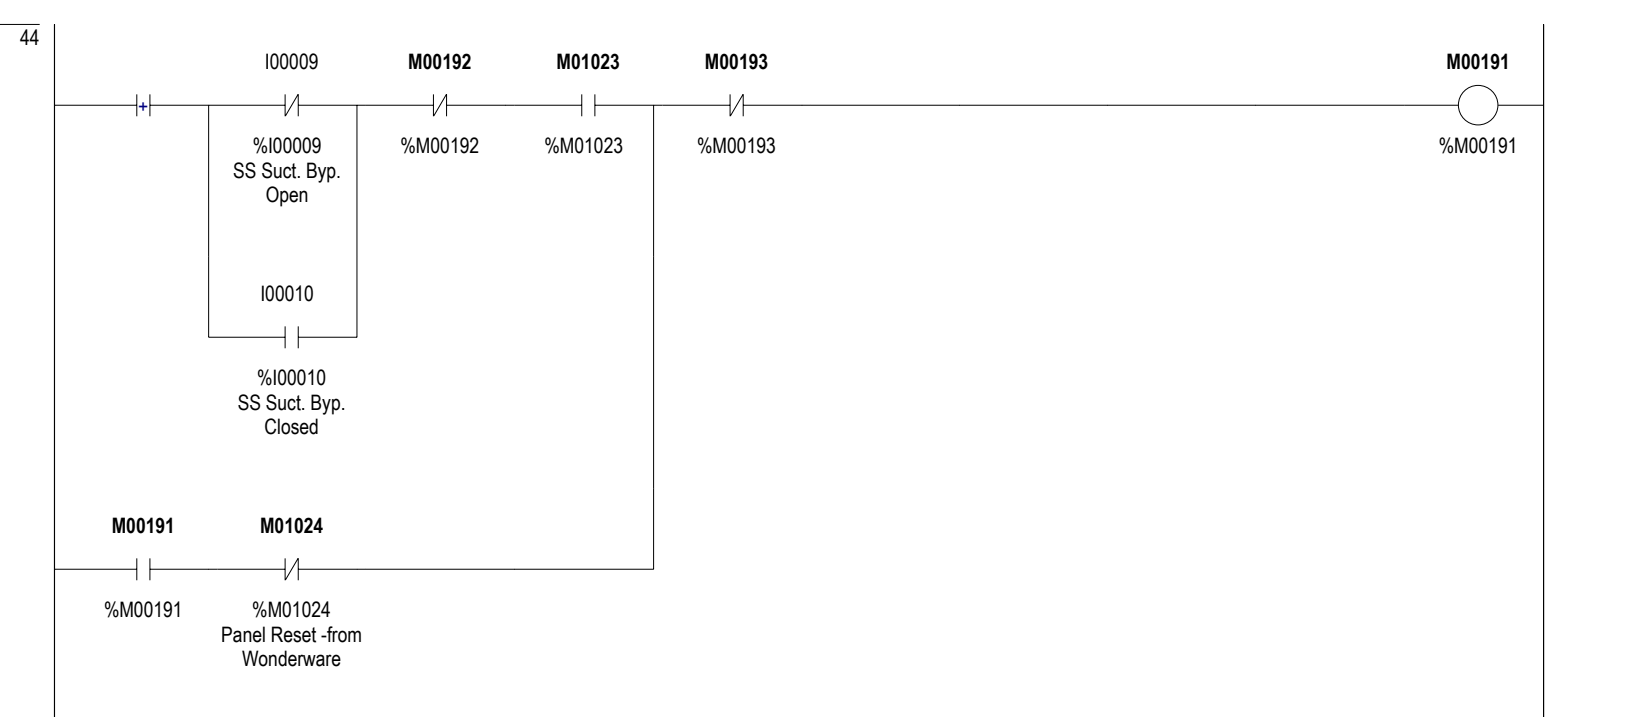 44
I00009 M00192 M01023 M00193 M00191
+
%I00009 %M00192 %M01023 %M00193 %M00191
SS Suct. Byp.
Open
I00010
%I00010
SS Suct. Byp.
Closed
M00191 M01024
%M00191 %M01024
Panel Reset -from
Wonderware